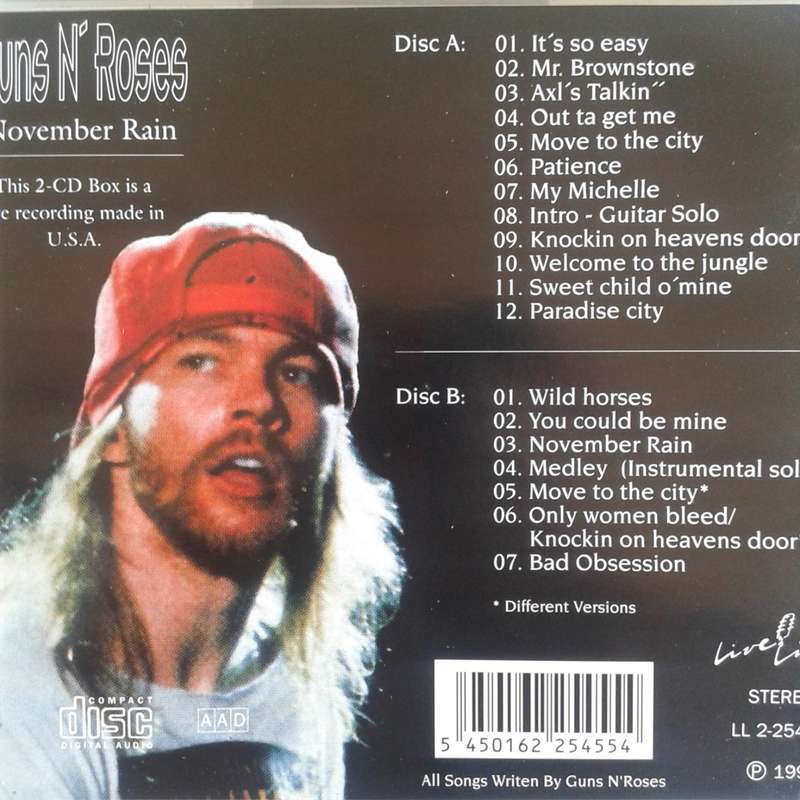 uns N' Roses
November Rain
This 2-CD Box is a
e recording made in
U.S.A.
Disc A: 01. It´s so easy
02. Mr. Brownstone
03. Axl´s Talkin´´
04. Out ta get me
05. Move to the city
06. Patience
07. My Michelle
08. Intro - Guitar Solo
09. Knockin on heavens door
10. Welcome to the jungle
11. Sweet child o´mine
12. Paradise city
Disc B: 01. Wild horses
02. You could be mine
03. November Rain
04. Medley (Instrumental sol
05. Move to the city*
06. Only women bleed/
Knockin on heavens door*
07. Bad Obsession
* Different Versions
Live Li
COMPACT
disc
DIGITAL AUDIO
AAD
5 450162 254554
STERE
LL 2-254
℗ 199
All Songs Writen By Guns N'Roses